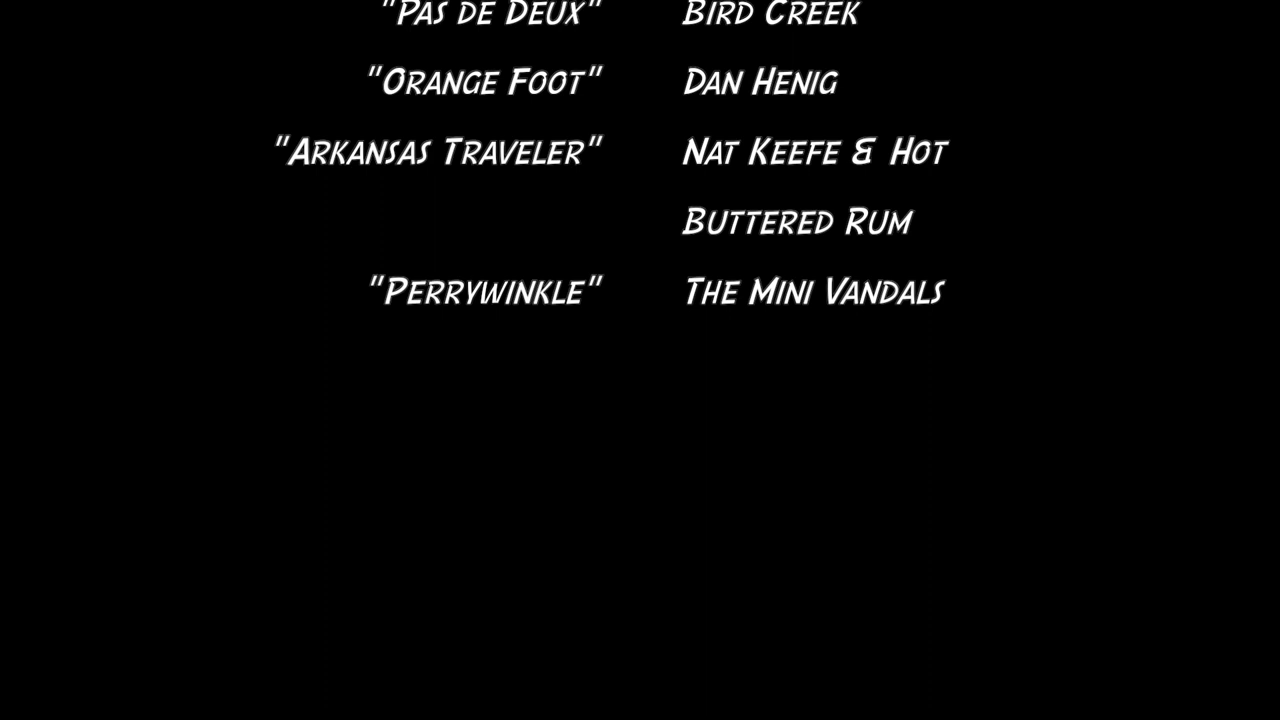 "Pas de Deux" Bird Creek
"Orange Foot" Dan Henig
"Arkansas Traveler" Nat Keefe & Hot
Buttered Rum
"Perrywinkle" The Mini Vandals